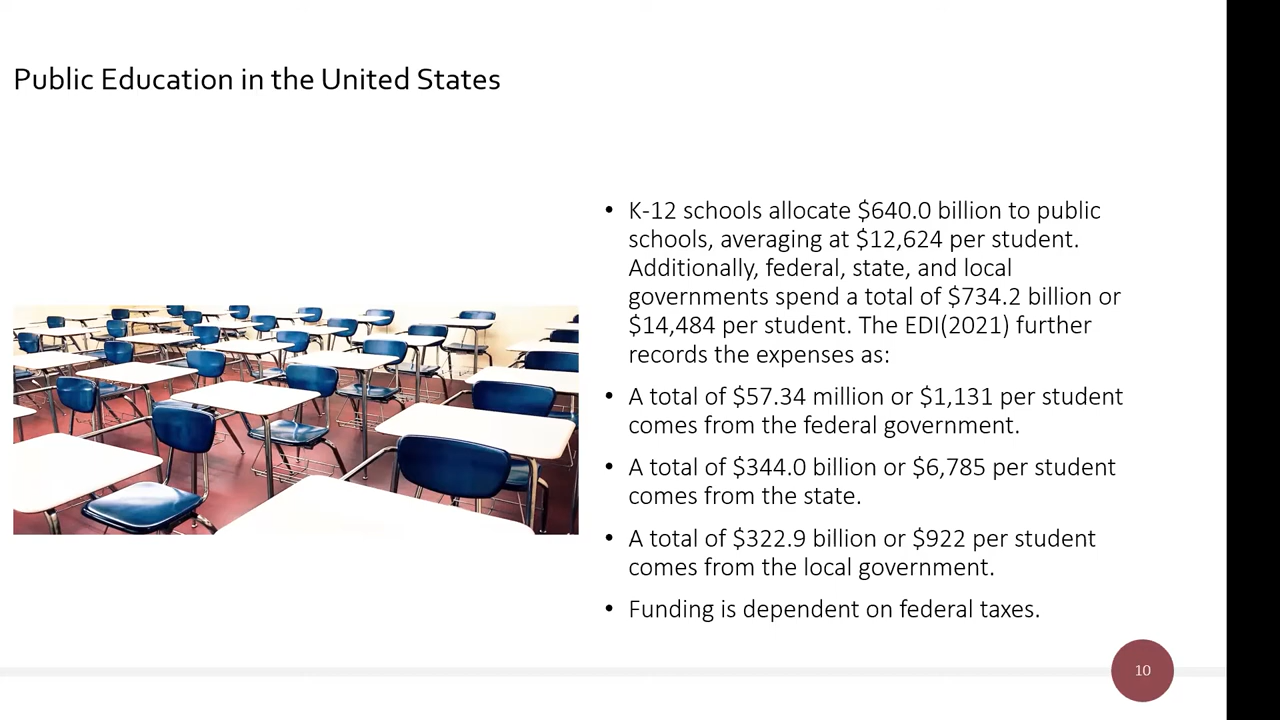 Public Education in the United States
• K-12 schools allocate $640.0 billion to public
schools, averaging at $12,624 per student.
Additionally, federal, state, and local
governments spend a total of $734.2 billion or
$14,484 per student. The EDI(2021) further
records the expenses as:
• A total of $57.34 million or $1,131 per student
comes from the federal government.
• A total of $344.0 billion or $6,785 per student
comes from the state.
• A total of $322.9 billion or $922 per student
comes from the local government.
• Funding is dependent on federal taxes.
10